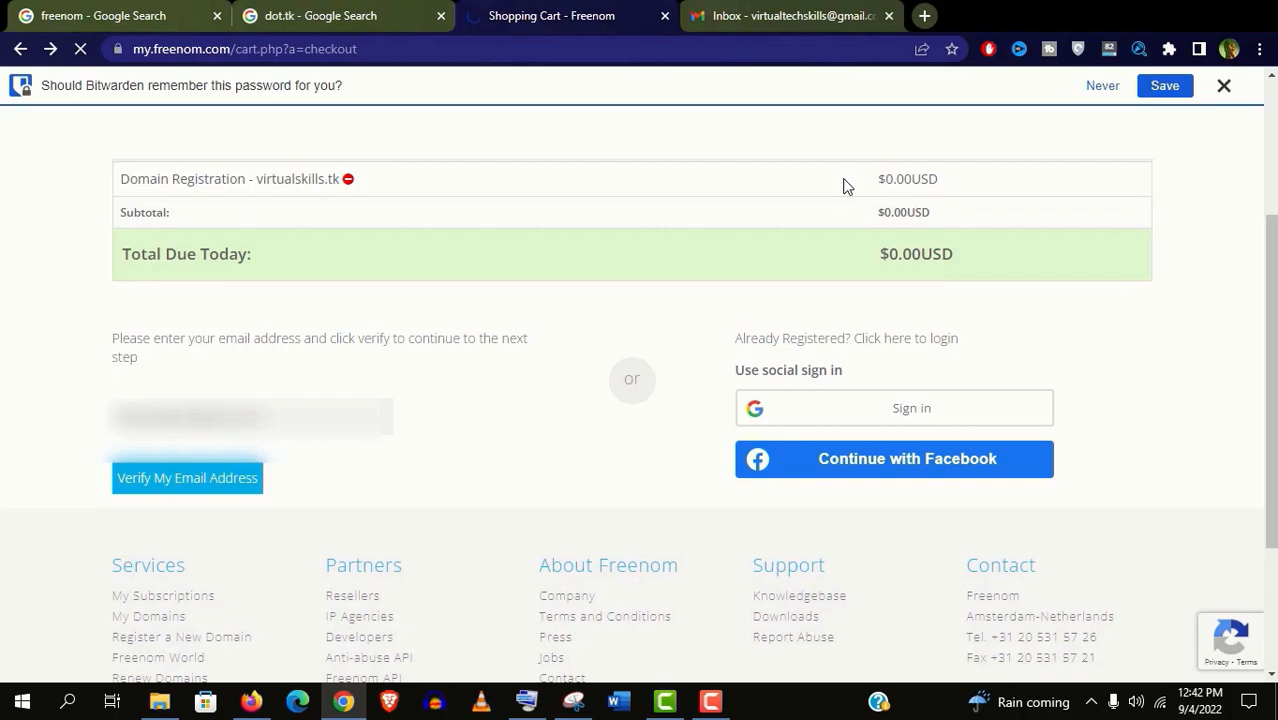 freenom - Google Search
dot.tk - Google Search
Shopping Cart - Freenom
Inbox - virtualtechskills@gmail.co
my.freenom.com/cart.php?a=checkout
82
Should Bitwarden remember this password for you?
Never
Save
Domain Registration - virtualskills.tk
$0.00USD
Subtotal:
$0.00USD
Total Due Today:
$0.00USD
Please enter your email address and click verify to continue to the next
step
Verify My Email Address
or
Already Registered? Click here to login
Use social sign in
Sign in
Continue with Facebook
Services
My Subscriptions
My Domains
Register a New Domain
Freenom World
Renew Domains
Partners
Resellers
IP Agencies
Developers
Anti-abuse API
Freenom API
About Freenom
Company
Terms and Conditions
Press
Jobs
Contact
Support
Knowledgebase
Downloads
Report Abuse
Contact
Freenom
Amsterdam-Netherlands
Tel. +31 20 531 57 26
Fax +31 20 531 57 21
Privacy - Terms
Rain coming
12:42 PM
9/4/2022